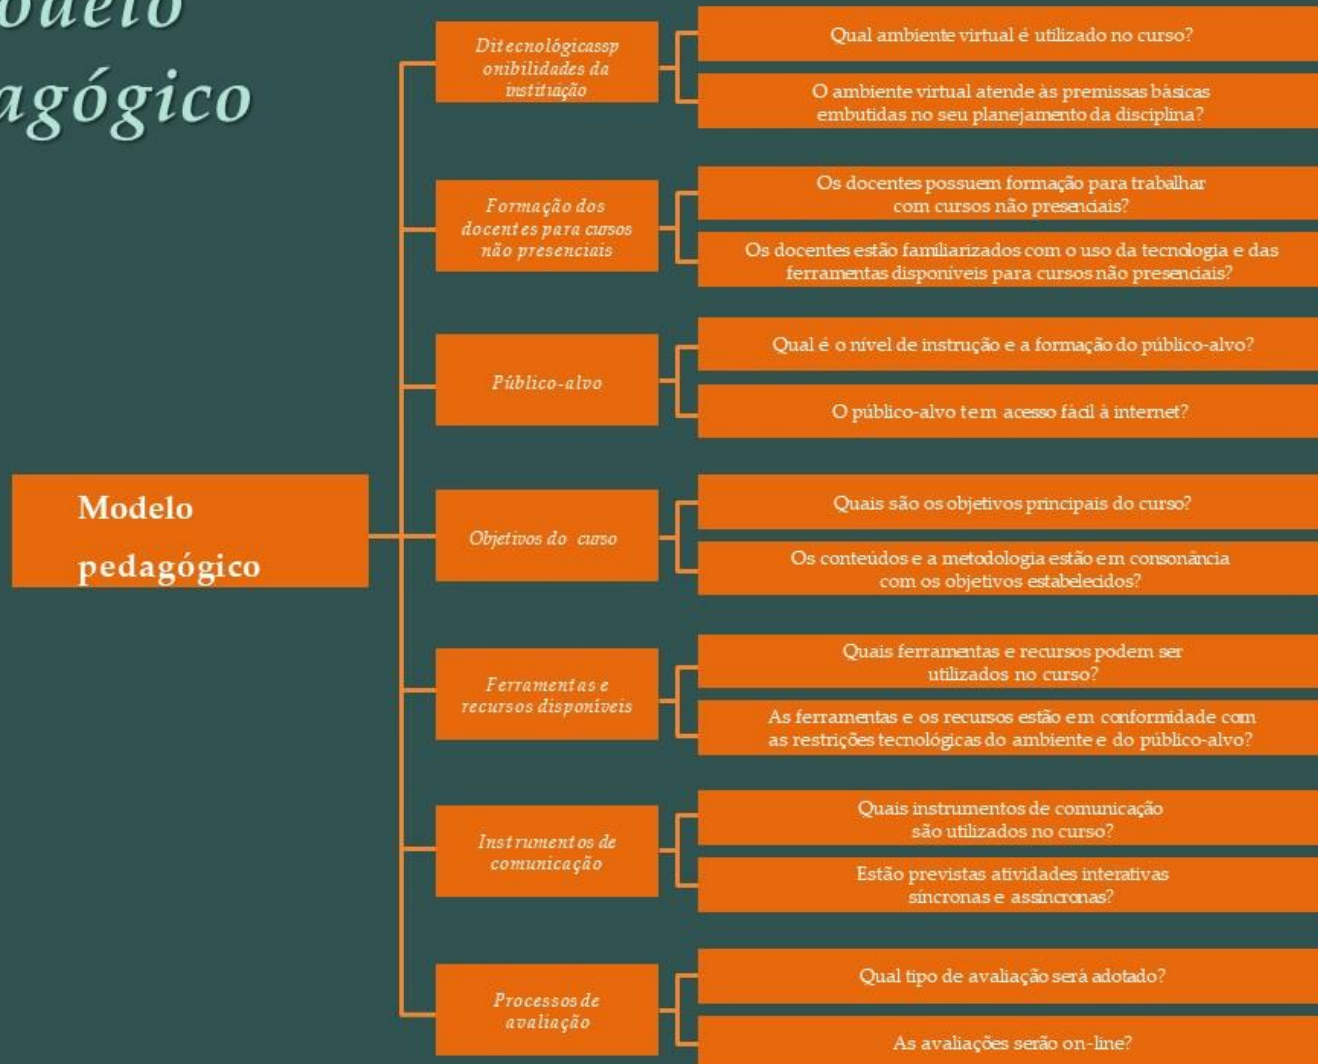 odelo
agógico
Modelo
pedagógico
Ditecnológicassp
onibilidades da
instituição
Qual ambiente virtual é utilizado no curso?
O ambiente virtual atende às premissas básicas
embutidas no seu planejamento da disciplina?
Formação dos
docentes para cursos
não presenciais
Os docentes possuem formação para trabalhar
com cursos não presenciais?
Os docentes estão familiarizados com o uso da tecnologia e das
ferramentas disponíveis para cursos não presenciais?
Público-alvo
Qual é o nível de instrução e a formação do público-alvo?
O público-alvo tem acesso fácil à internet?
Objetivos do curso
Quais são os objetivos principais do curso?
Os conteúdos e a metodologia estão em consonância
com os objetivos estabelecidos?
Ferramentas e
recursos disponíveis
Quais ferramentas e recursos podem ser
utilizados no curso?
As ferramentas e os recursos estão em conformidade com
as restrições tecnológicas do ambiente e do público-alvo?
Instrumentos de
comunicação
Quais instrumentos de comunicação
são utilizados no curso?
Estão previstas atividades interativas
síncronas e assíncronas?
Processos de
avaliação
Qual tipo de avaliação será adotado?
As avaliações serão on-line?